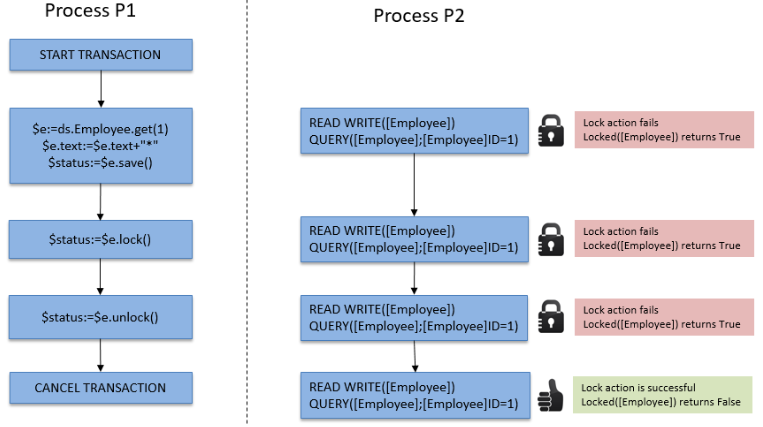 Process P1
START TRANSACTION
$e:=ds.Employee.get(1)
$e.text:=$e.text+"*"
$status:=$e.save()
$status:=$e.lock()
$status:=$e.unlock()
CANCEL TRANSACTION
Process P2
READ WRITE([Employee])
QUERY([Employee];[Employee]ID=1)
Lock action fails
Locked([Employee]) returns True
READ WRITE([Employee])
QUERY([Employee];[Employee]ID=1)
Lock action fails
Locked([Employee]) returns True
READ WRITE([Employee])
QUERY([Employee];[Employee]ID=1)
Lock action fails
Locked([Employee]) returns True
READ WRITE([Employee])
QUERY([Employee];[Employee]ID=1)
Lock action is successful
Locked([Employee]) returns False